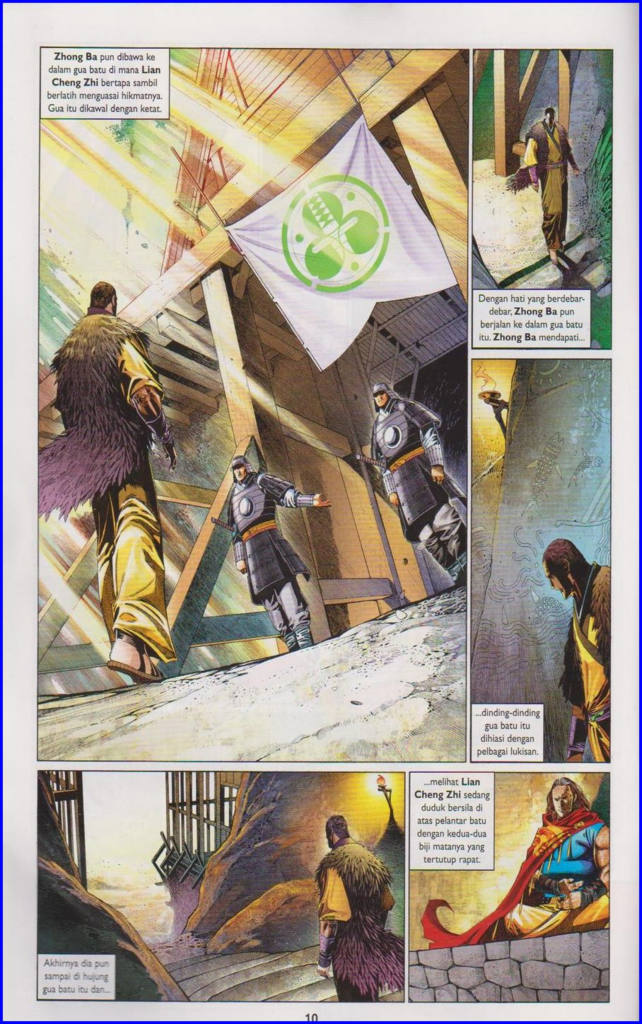 Zhong Ba pun dibawa ke
dalam gua batu di mana Lian
Cheng Zhi bertapa sambil
berlatih menguasai hikmatnya.
Gua itu dikawal dengan ketat.
Dengan hati yang berdebar-
debar, Zhong Ba pun
berjalan ke dalam gua batu
itu. Zhong Ba mendapati...
...dinding-dinding
gua batu itu
dihiasi dengan
pelbagai lukisan.
Akhirnya dia pun
sampai di hujung
gua batu itu dan...
...melihat Lian
Cheng Zhi sedang
duduk bersila di
atas pelantar batu
dengan kedua-dua
biji matanya yang
tertutup rapat.
10